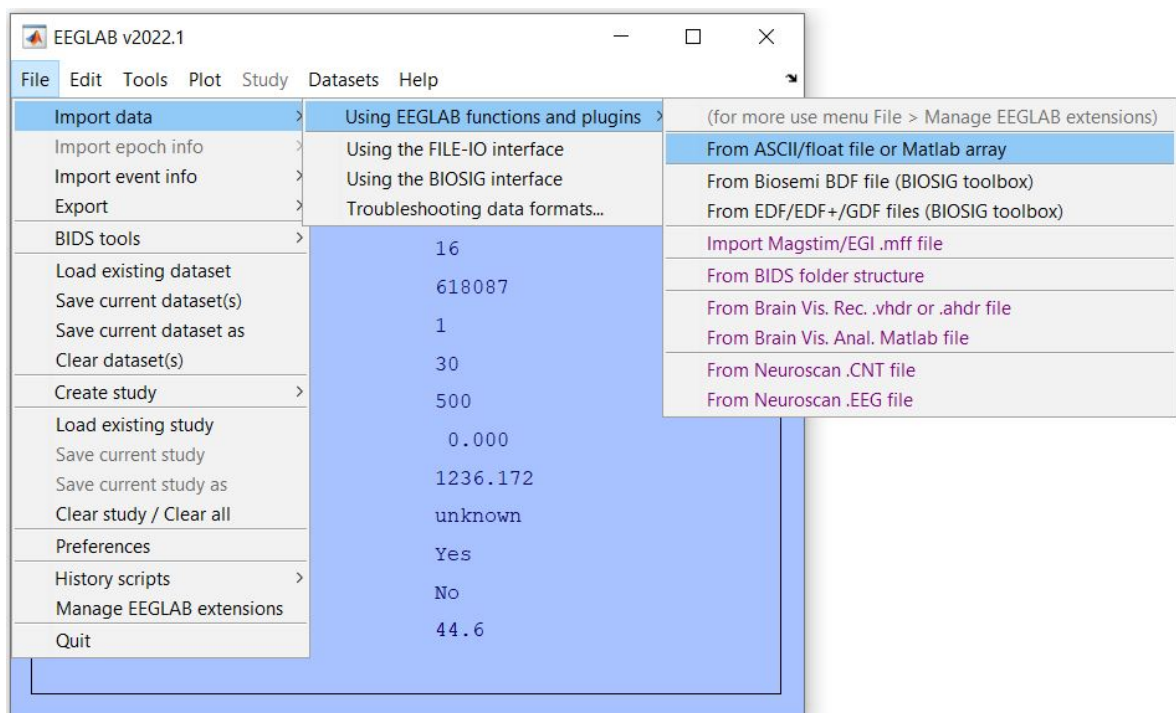 EEGLAB v2022.1
File Edit Tools Plot Study Datasets Help
Import data
Import epoch info
Import event info
Export
BIDS tools
Load existing dataset
Save current dataset(s)
Save current dataset as
Clear dataset(s)
Create study
Load existing study
Save current study
Save current study as
Clear study / Clear all
Preferences
History scripts
Manage EEGLAB extensions
Quit
Using EEGLAB functions and plugins
Using the FILE-IO interface
Using the BIOSIG interface
Troubleshooting data formats...
(for more use menu File > Manage EEGLAB extensions)
From ASCII/float file or Matlab array
From Biosemi BDF file (BIOSIG toolbox)
From EDF/EDF+/GDF files (BIOSIG toolbox)
Import Magstim/EGI .mff file
From BIDS folder structure
From Brain Vis. Rec. .vhdr or .ahdr file
From Brain Vis. Anal. Matlab file
From Neuroscan .CNT file
From Neuroscan .EEG file
16
618087
1
30
500
0.000
1236.172
unknown
Yes
No
44.6